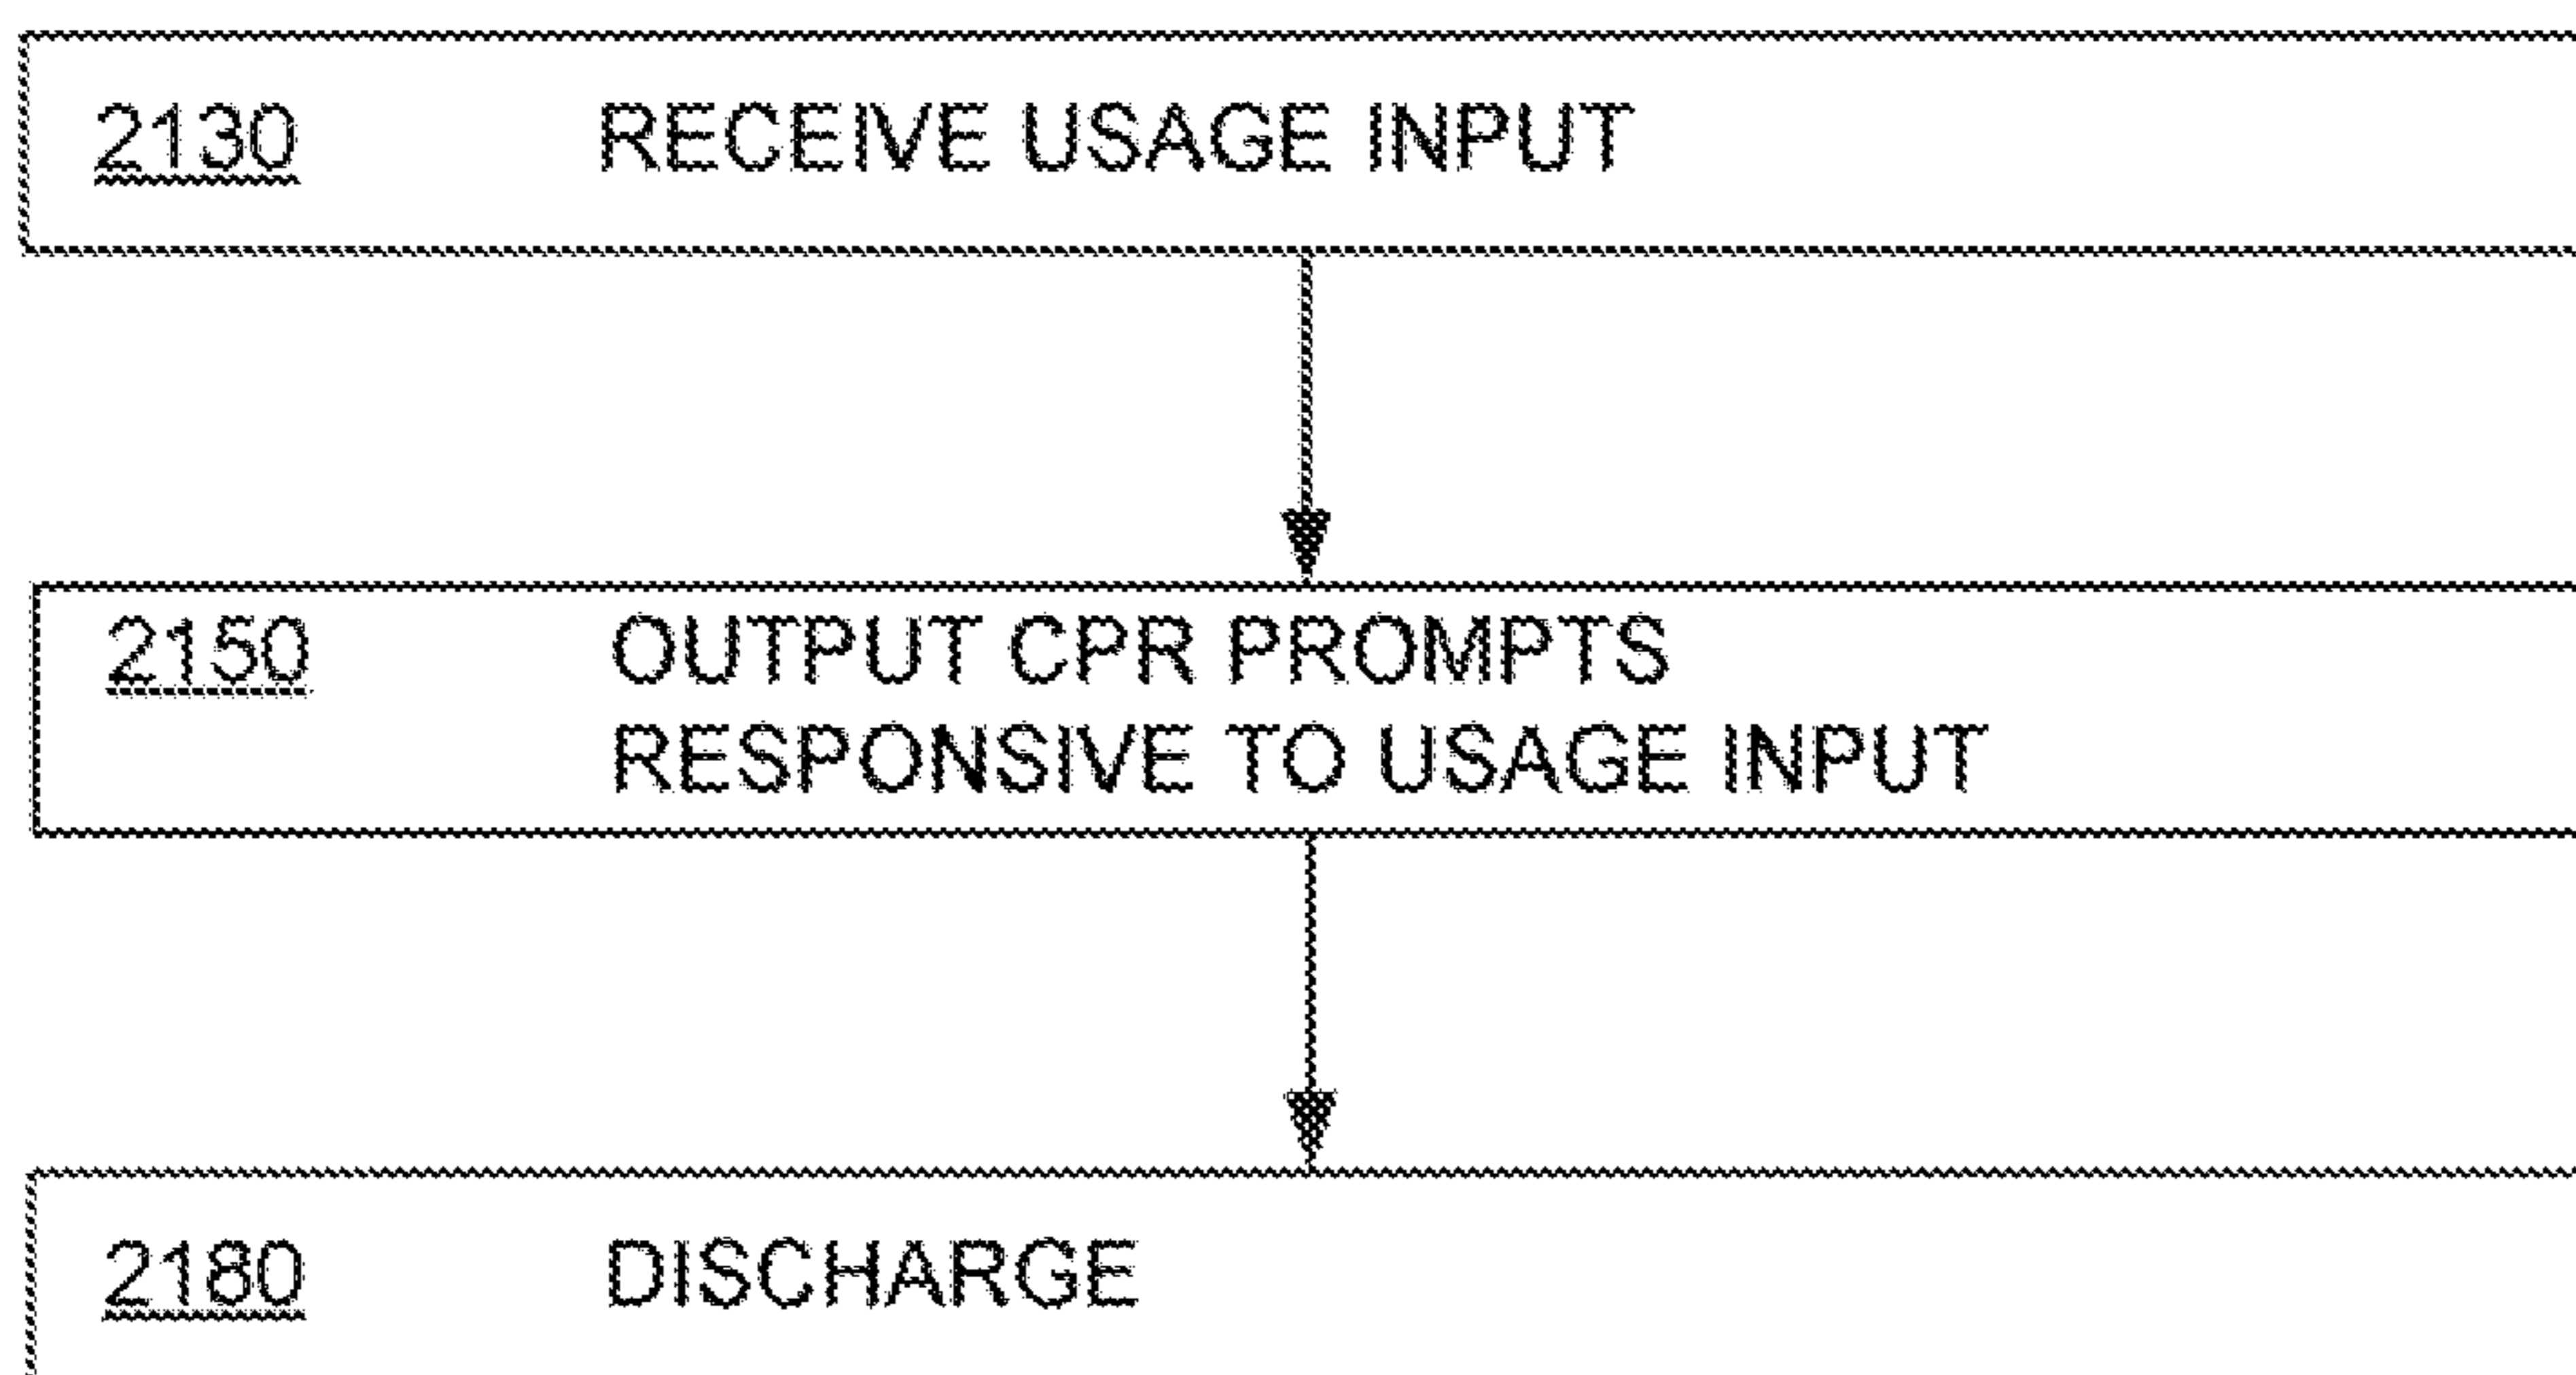 2130 RECEIVE USAGE INPUT
2150 OUTPUT CPR PROMPTS
RESPONSIVE TO USAGE INPUT
2180 DISCHARGE